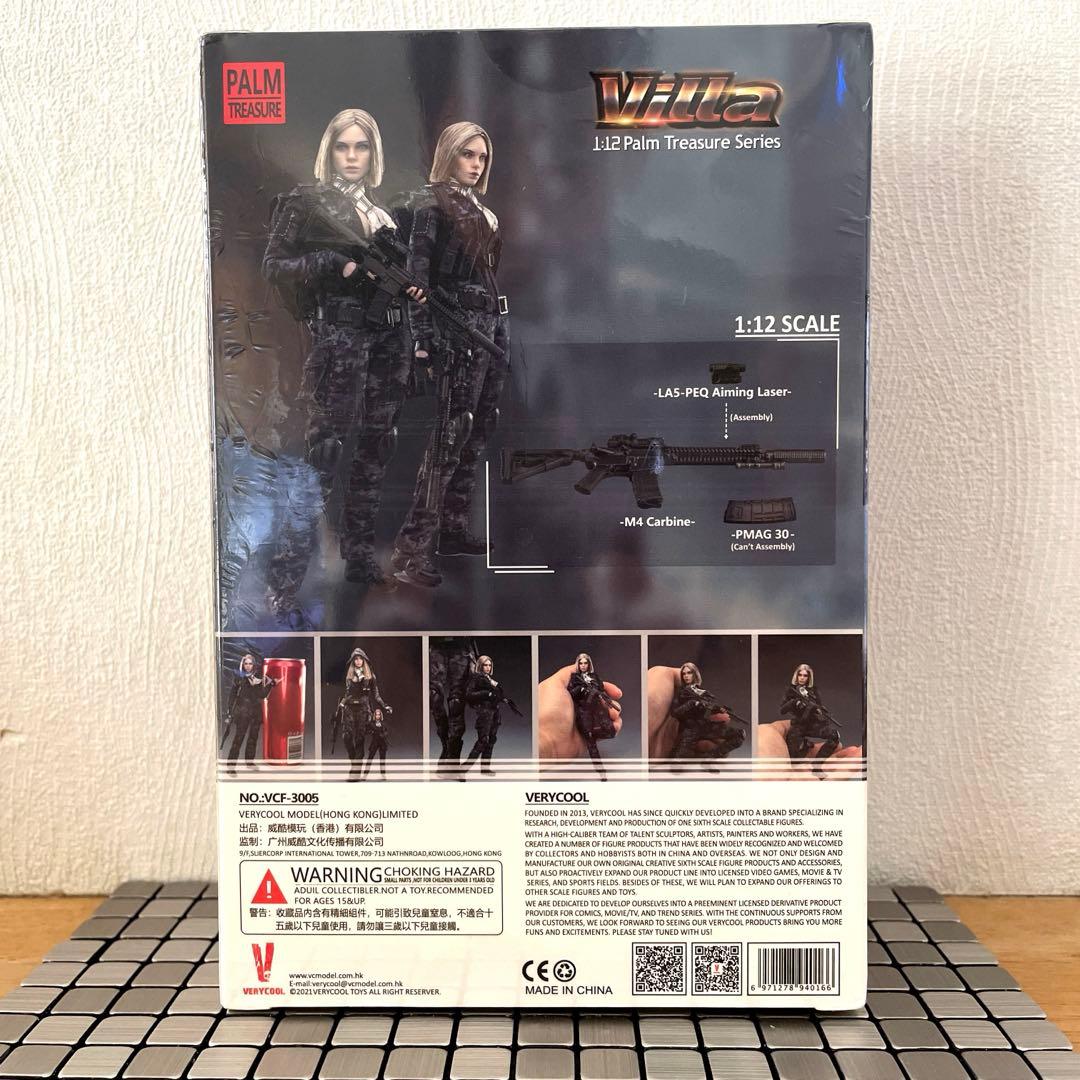 PALM
TREASURE
Villa
1:12 Palm Treasure Series
1:12 SCALE
-LA5-PEQ Aiming Laser-
(Assembly)
-M4 Carbine-
-PMAG 30-
(Can't Assembly)
NO.:VCF-3005
VERYCOOL MODEL(HONG KONG)LIMITED
出品：威酷模玩（香港）有限公司
监制：广州威酷文化传播有限公司
9/F,SLIERCORP INTERNATIONAL TOWER,709-713 NATHNROAD,KOWLOOG,HONG KONG
WARNING CHOKING HAZARD
SMALL PARTS ,NOT FOR CHILDREN UNDER 3 YEARS OLD
ADUIL COLLECTIBLER.NOT A TOY.RECOMMENDED
FOR AGES 15&UP.
警告：收藏品内含有精細組件，可能引致兒童窒息，不適合十
五歲以下兒童使用，請勿讓三歲以下兒童接觸。
VERYCOOL
www.vcmodel.com.hk
E-mail:verycool@vcmodel.com.hk
©2021VERYCOOL TOYS ALL RIGHT RESERVER.
VERYCOOL
FOUNDED IN 2013, VERYCOOL HAS SINCE QUICKLY DEVELOPED INTO A BRAND SPECIALIZING IN
RESEARCH, DEVELOPMENT AND PRODUCTION OF ONE SIXTH SCALE COLLECTABLE FIGURES.
WITH A HIGH-CALIBER TEAM OF TALENT SCULPTORS, ARTISTS, PAINTERS AND WORKERS, WE HAVE
CREATED A NUMBER OF FIGURE PRODUCTS THAT HAVE BEEN WIDELY RECOGNIZED AND WELCOMED
BY COLLECTORS AND HOBBYISTS BOTH IN CHINA AND OVERSEAS. WE NOT ONLY DESIGN AND
MANUFACTURE OUR OWN ORIGINAL CREATIVE SIXTH SCALE FIGURE PRODUCTS AND ACCESSORIES,
BUT ALSO PROACTIVELY EXPAND OUR PRODUCT LINE INTO LICENSED VIDEO GAMES, MOVIE & TV
SERIES, AND SPORTS FIELDS. BESIDES OF THESE, WE WILL PLAN TO EXPAND OUR OFFERINGS TO
OTHER SCALE FIGURES AND TOYS.
WE ARE DEDICATED TO DEVELOP OURSELVES INTO A PREEMINENT LICENSED DERIVATIVE PRODUCT
PROVIDER FOR COMICS, MOVIE/TV, AND TREND SERIES. WITH THE CONTINUOUS SUPPORTS FROM
OUR CUSTOMERS, WE LOOK FORWARD TO SEEING OUR VERYCOOL PRODUCTS BRING YOU MORE
FUNS AND EXCITEMENTS. PLEASE STAY TUNED WITH US!
CE
MADE IN CHINA
6 971278 940166